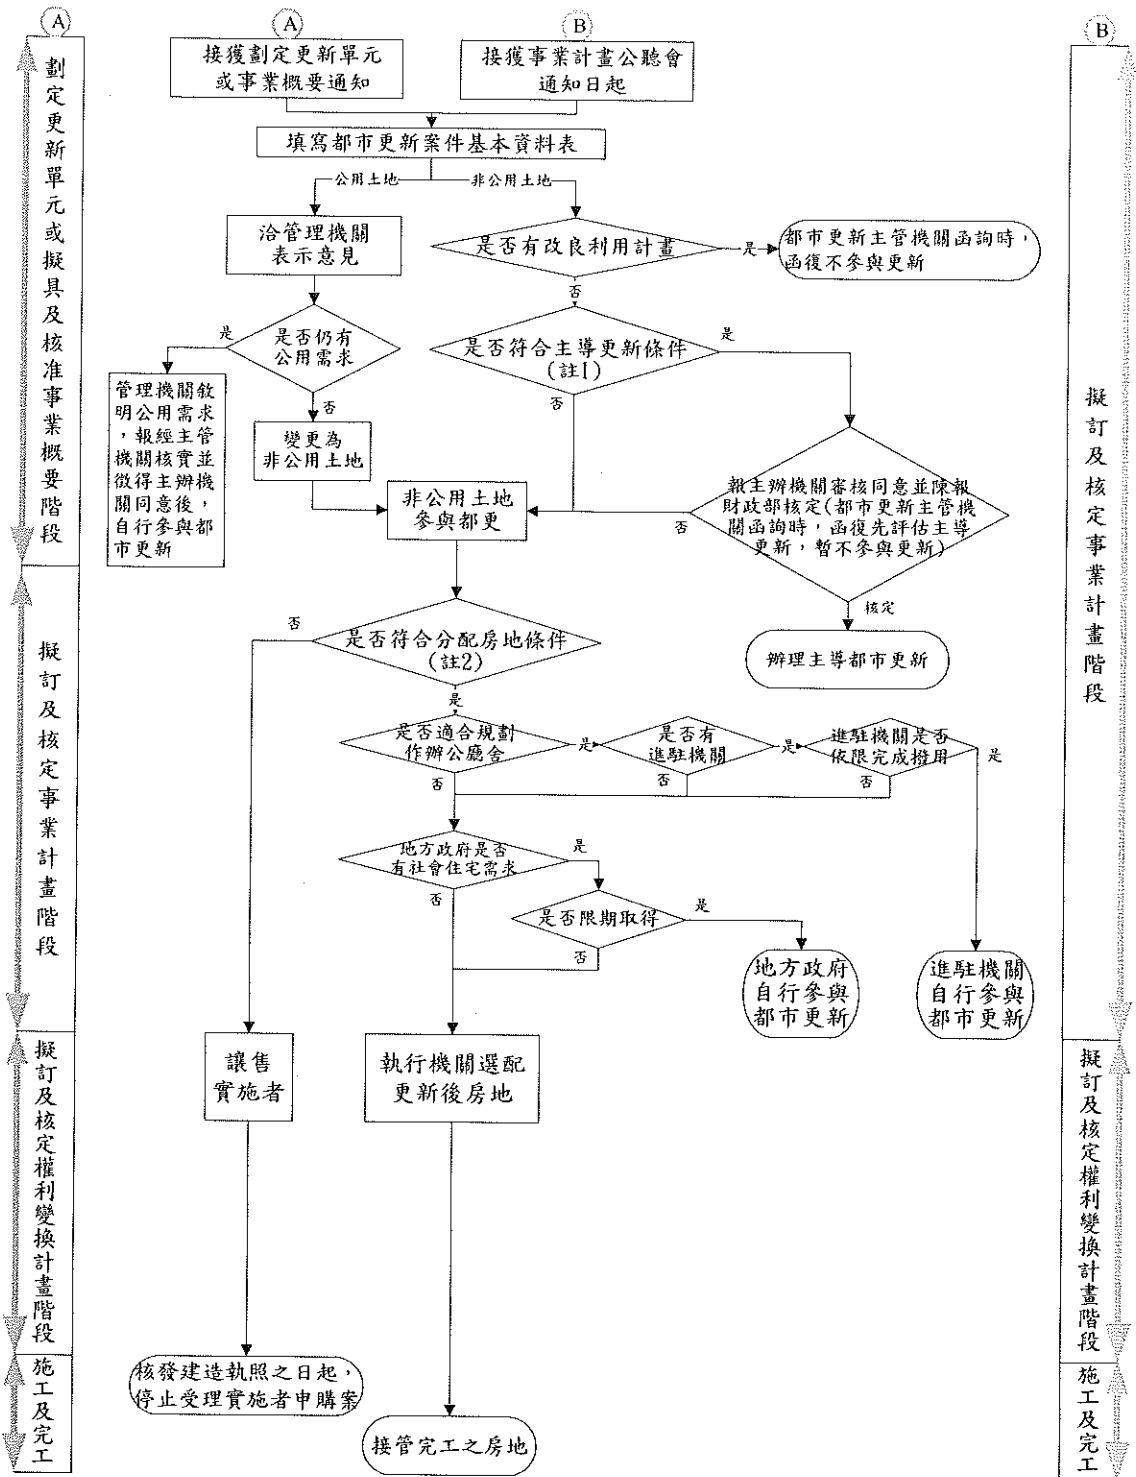 A
A
B
B
劃定更新單元或擬具及核准事業概要階段
擬訂及核定事業計畫階段
擬訂及核定權利變換計畫階段
施工及完工
接獲劃定更新單元
或事業概要通知
接獲事業計畫公聽會
通知日起
填寫都市更新案件基本資料表
公用土地
非公用土地
洽管理機關
表示意見
是否有改良利用計畫
是
都市更新主管機關函詢時，
函復不參與更新
否
是否仍有
公用需求
是
否
管理機關敘
明公用需求
，報經主管
機關核實並
徵得主辦機
關同意後，
自行參與都
市更新
變更為
非公用土地
是否符合主導更新條件
(註1)
是
否
非公用土地
參與都更
報主辦機關審核同意並陳報
財政部核定(都市更新主管機
關函詢時，函復先評估主導
更新，暫不參與更新)
否
核定
辦理主導都市更新
是否符合分配房地條件
(註2)
否
是
是否適合規劃
作辦公廳舍
是
否
是否有
進駐機關
是
否
進駐機關是否
依限完成撥用
是
否
地方政府是否
有社會住宅需求
是
否
是否限期取得
是
否
地方政府
自行參與
都市更新
進駐機關
自行參與
都市更新
讓售
實施者
執行機關選配
更新後房地
核發建造執照之日起，
停止受理實施者申購案
接管完工之房地
擬訂及核定事業計畫階段
擬訂及核定權利變換計畫階段
施工及完工